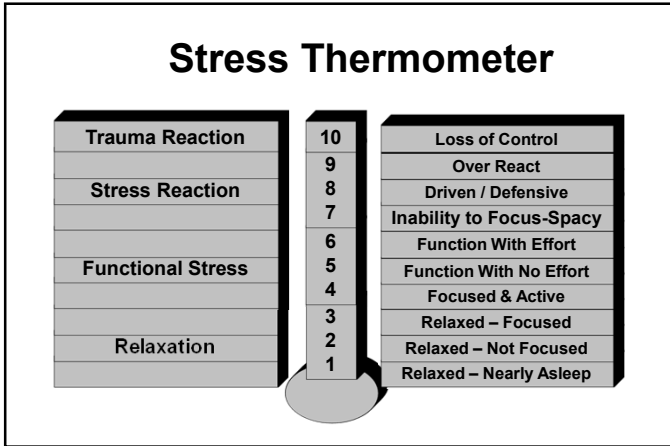 Stress Thermometer
Trauma Reaction
10
Loss of Control
9
Over React
Stress Reaction
8
Driven / Defensive
7
Inability to Focus-Spacy
6
Function With Effort
Functional Stress
5
Function With No Effort
4
Focused & Active
3
Relaxed – Focused
Relaxation
2
Relaxed – Not Focused
1
Relaxed – Nearly Asleep